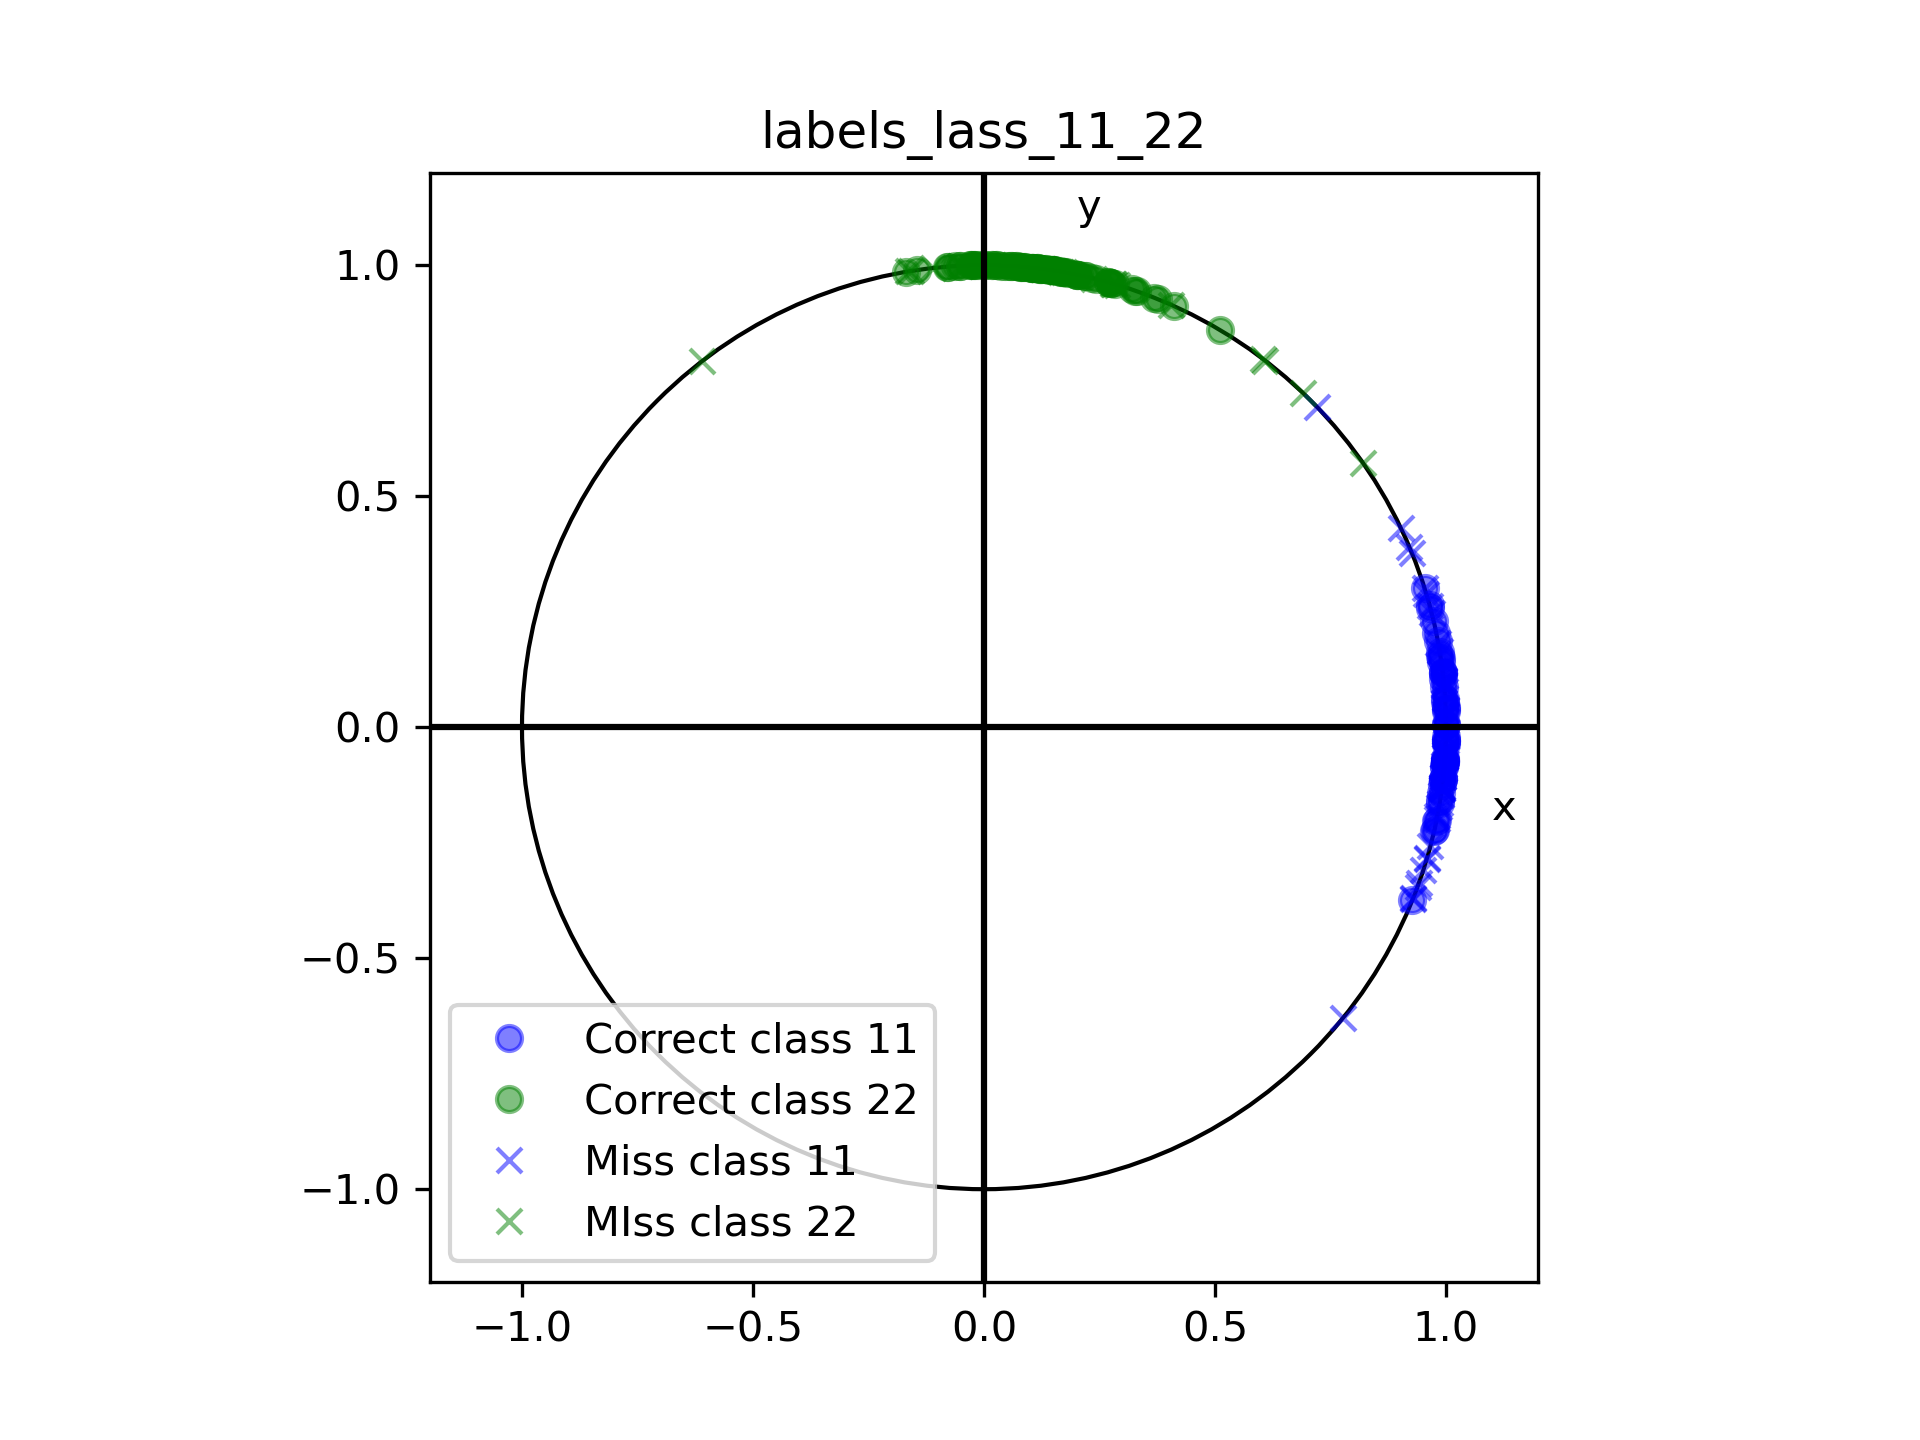 labels_lass_11_22
y
1.0
0.5
0.0
x
−0.5
Correct class 11
Correct class 22
Miss class 11
−1.0
MIss class 22
−1.0 −0.5 0.0 0.5 1.0